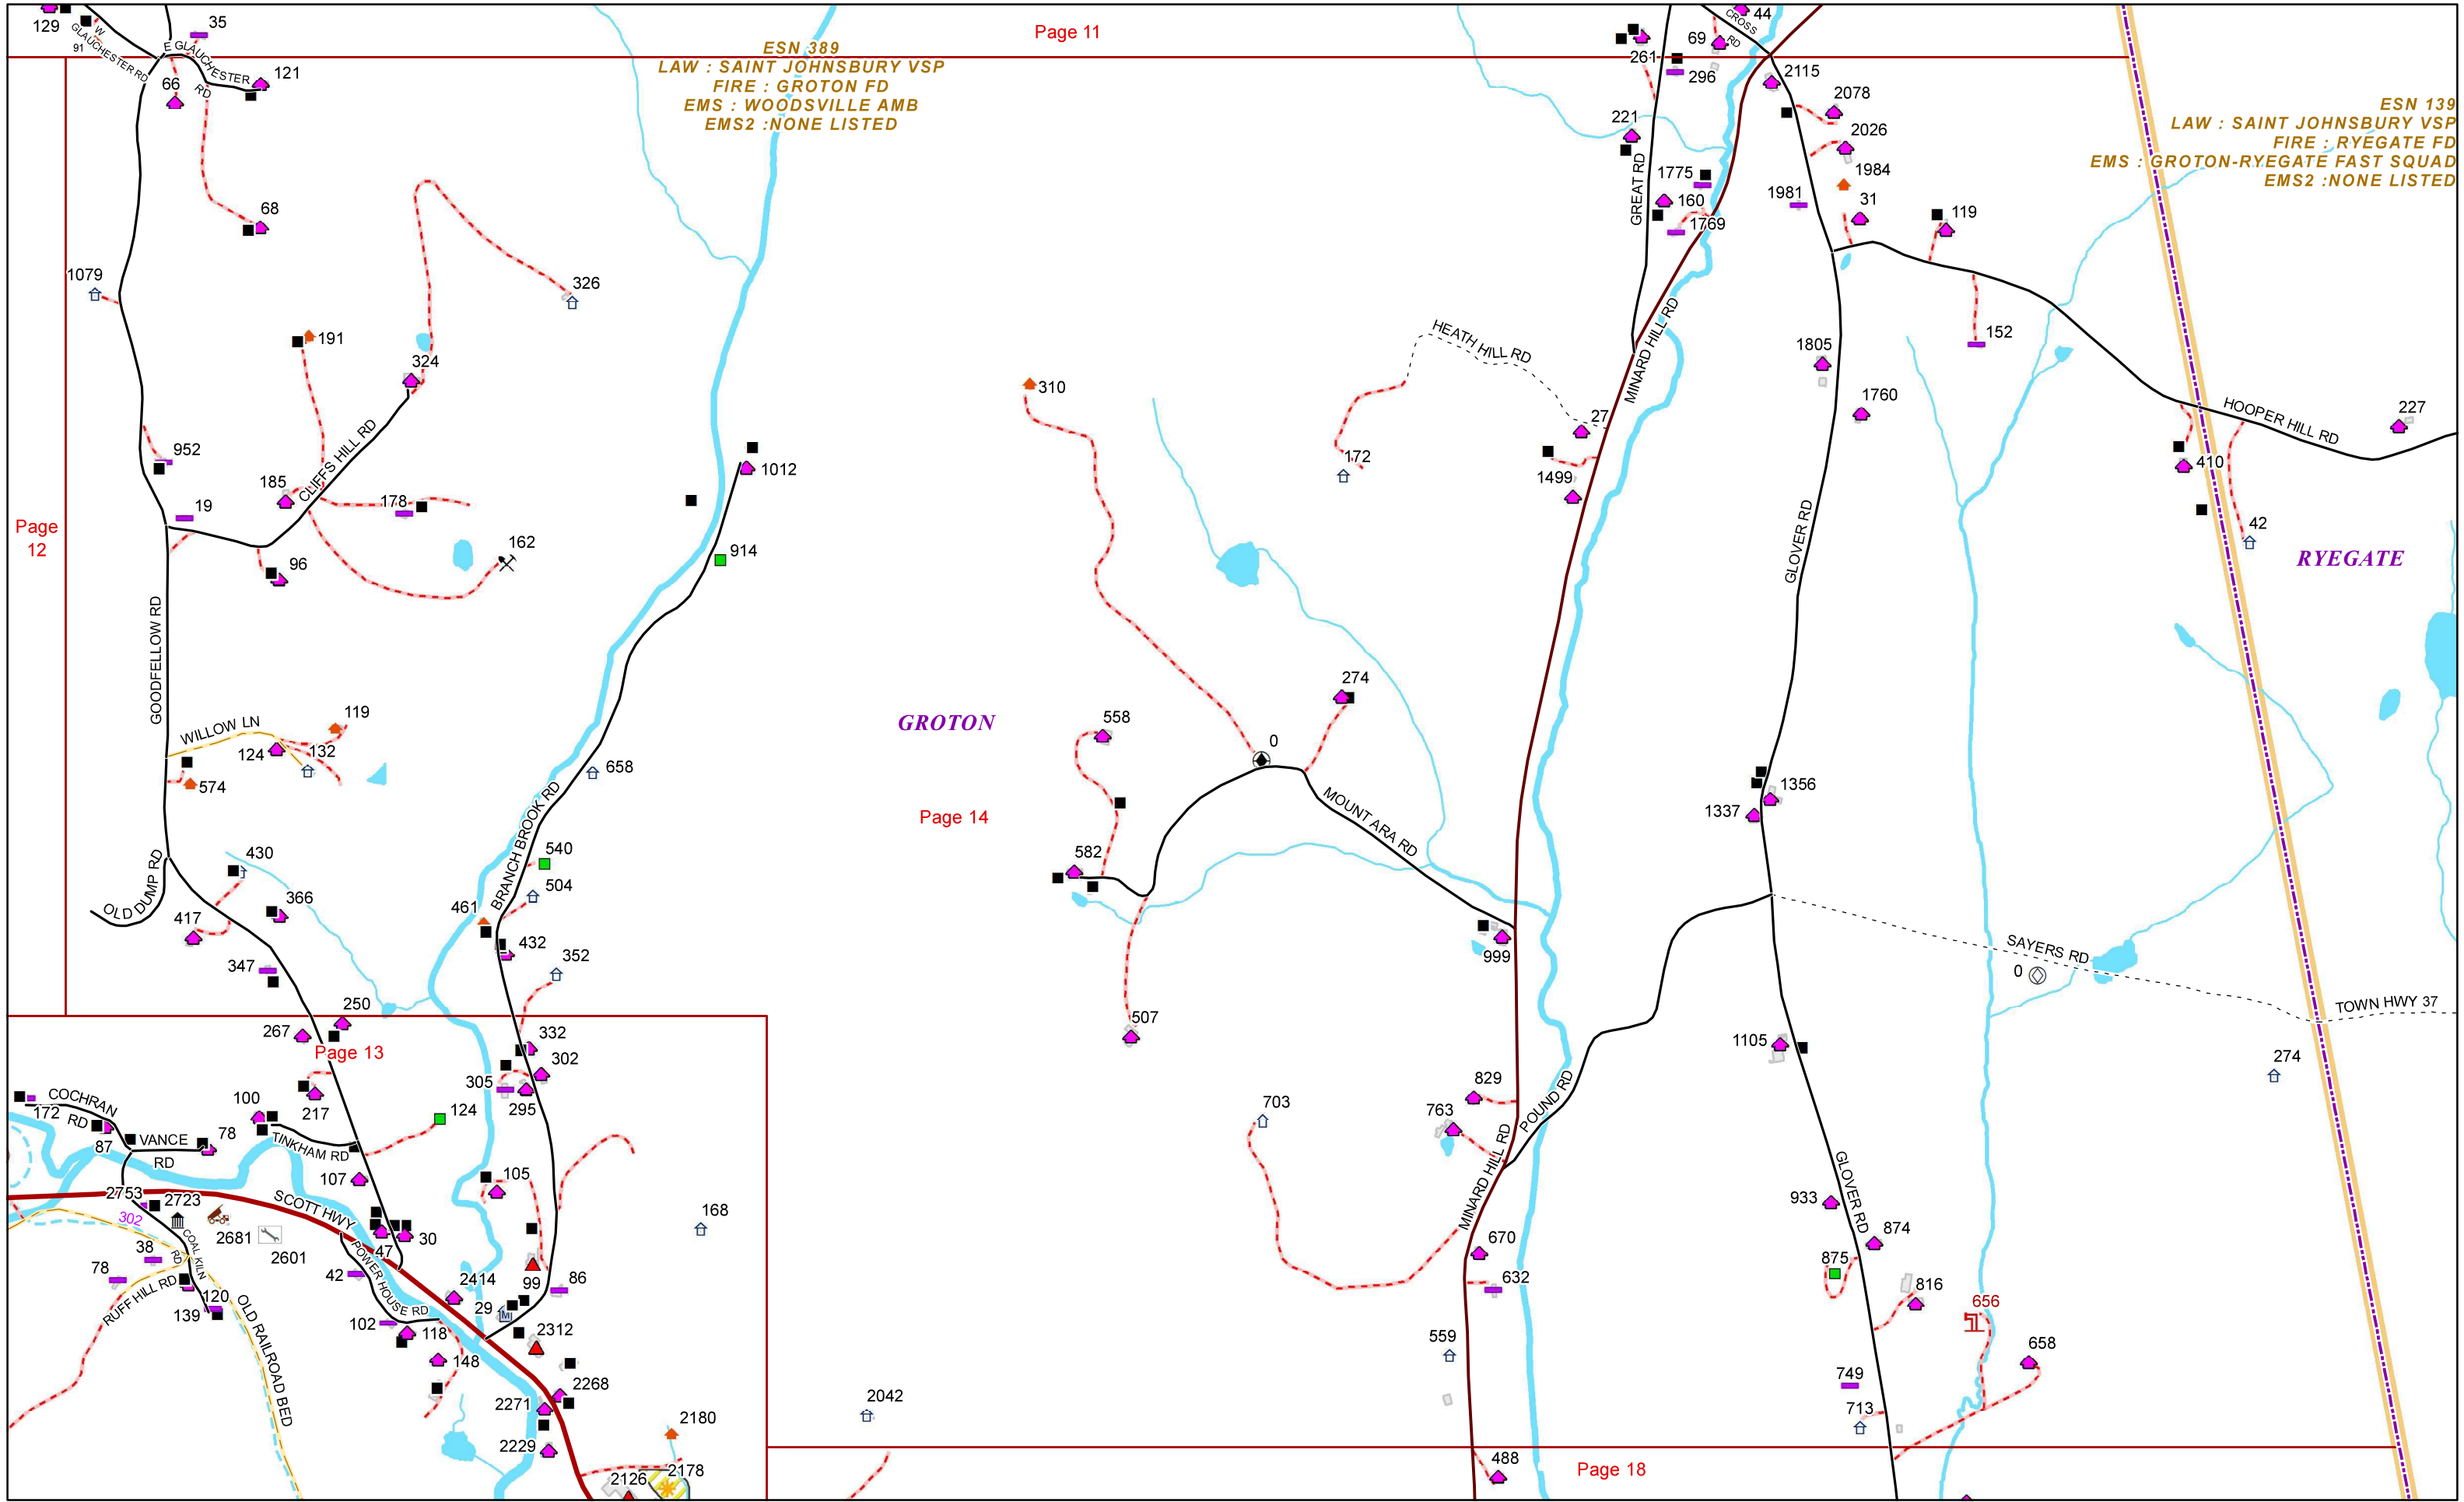 129
W GLAUCHESTER RD
91
35
E GLAUCHESTER RD
66
121
68
ESN 389
LAW : SAINT JOHNSBURY VSP
FIRE : GROTON FD
EMS : WOODSVILLE AMB
EMS2 :NONE LISTED
Page 11
44
CROSS RD
69
261
296
2115
2078
2026
1984
1981
31
119
221
GREAT RD
1775
160
1769
ESN 139
LAW : SAINT JOHNSBURY VSP
FIRE : RYEGATE FD
EMS : GROTON-RYEGATE FAST SQUAD
EMS2 :NONE LISTED
1079
326
191
324
CLIFFS HILL RD
952
185
178
19
96
162
Page
12
1012
914
310
HEATH HILL RD
MINARD HILL RD
172
27
1499
152
1805
1760
GLOVER RD
HOOPER HILL RD
227
410
42
RYEGATE
GOODFELLOW RD
WILLOW LN
119
124
132
574
658
BRANCH BROOK RD
540
504
461
432
352
GROTON
Page 14
558
274
0
MOUNT ARA RD
582
507
999
1356
1337
OLD DUMP RD
430
366
417
347
SAYERS RD
0
TOWN HWY 37
274
250
267
Page 13
332
302
305
295
217
100
124
COCHRAN RD
172
87
VANCE RD
78
TINKHAM RD
107
105
1105
829
763
POUND RD
MINARD HILL RD
703
GLOVER RD
933
874
875
816
656
658
749
713
2753
2723
302
SCOTT HWY
2681
2601
COAL KILN RD
38
78
RUFF HILL RD
120
139
OLD RAILROAD BED
47
30
42
POWER HOUSE RD
102
118
148
2414
99
29
86
2312
168
2268
2271
2229
2180
2178
2126
2042
670
632
559
488
Page 18